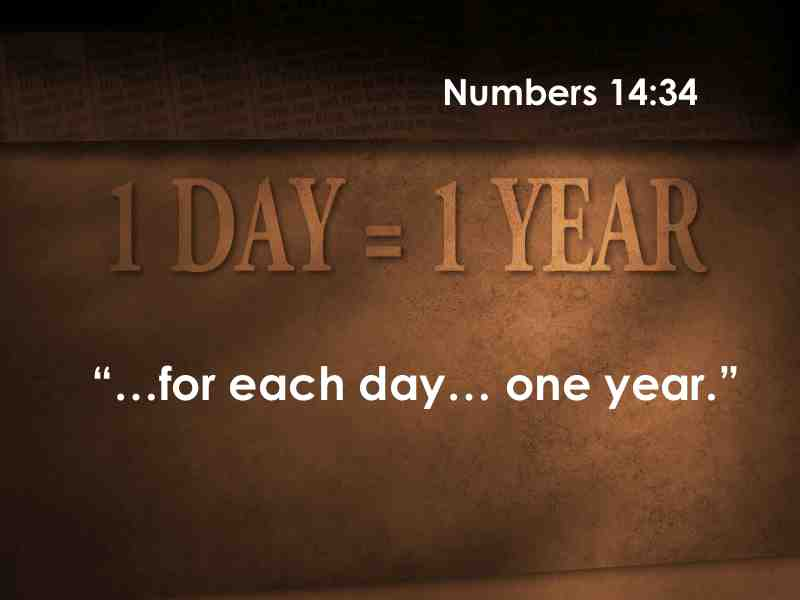 Numbers 14:34
1 DAY = 1 YEAR
“…for each day… one year.”